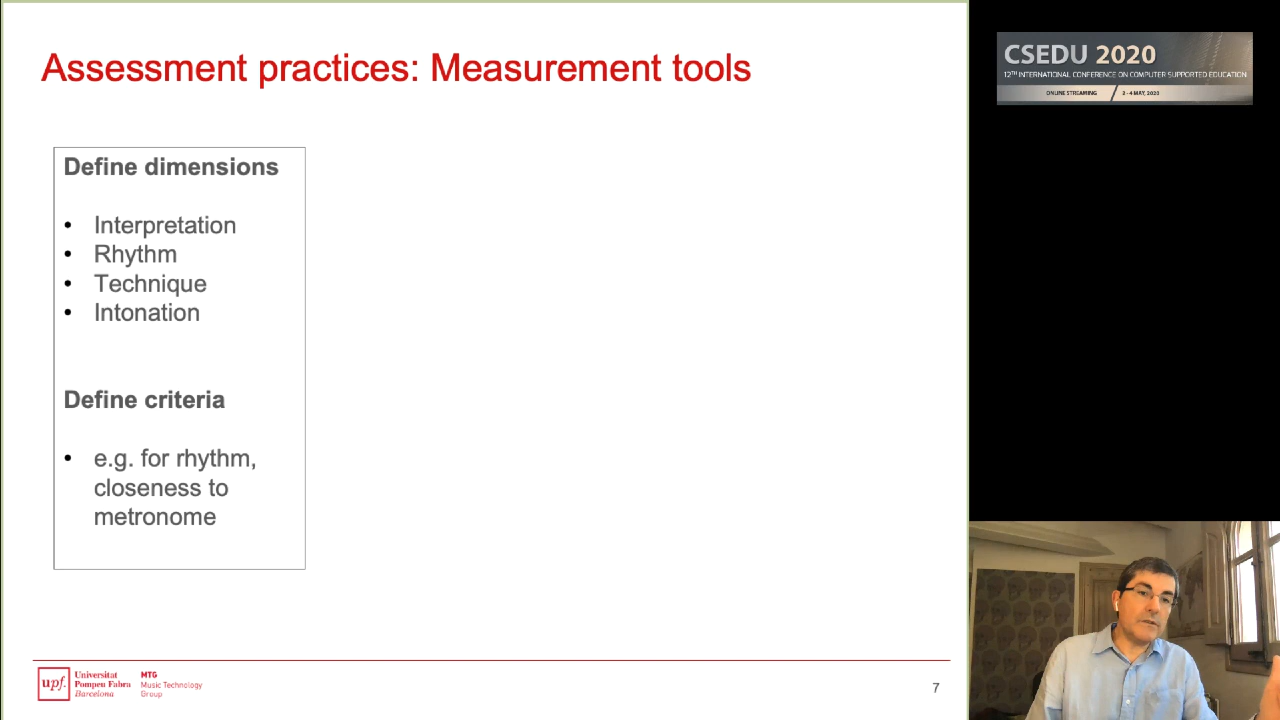 Assessment practices: Measurement tools
Define dimensions
• Interpretation
• Rhythm
• Technique
• Intonation
Define criteria
• e.g. for rhythm,
closeness to
metronome
upf.
Universitat
Pompeu Fabra
Barcelona
MTG
Music Technology
Group
7
CSEDU 2020
12TH INTERNATIONAL CONFERENCE ON COMPUTER SUPPORTED EDUCATION
ONLINE STREAMING
2 - 4 MAY, 2020